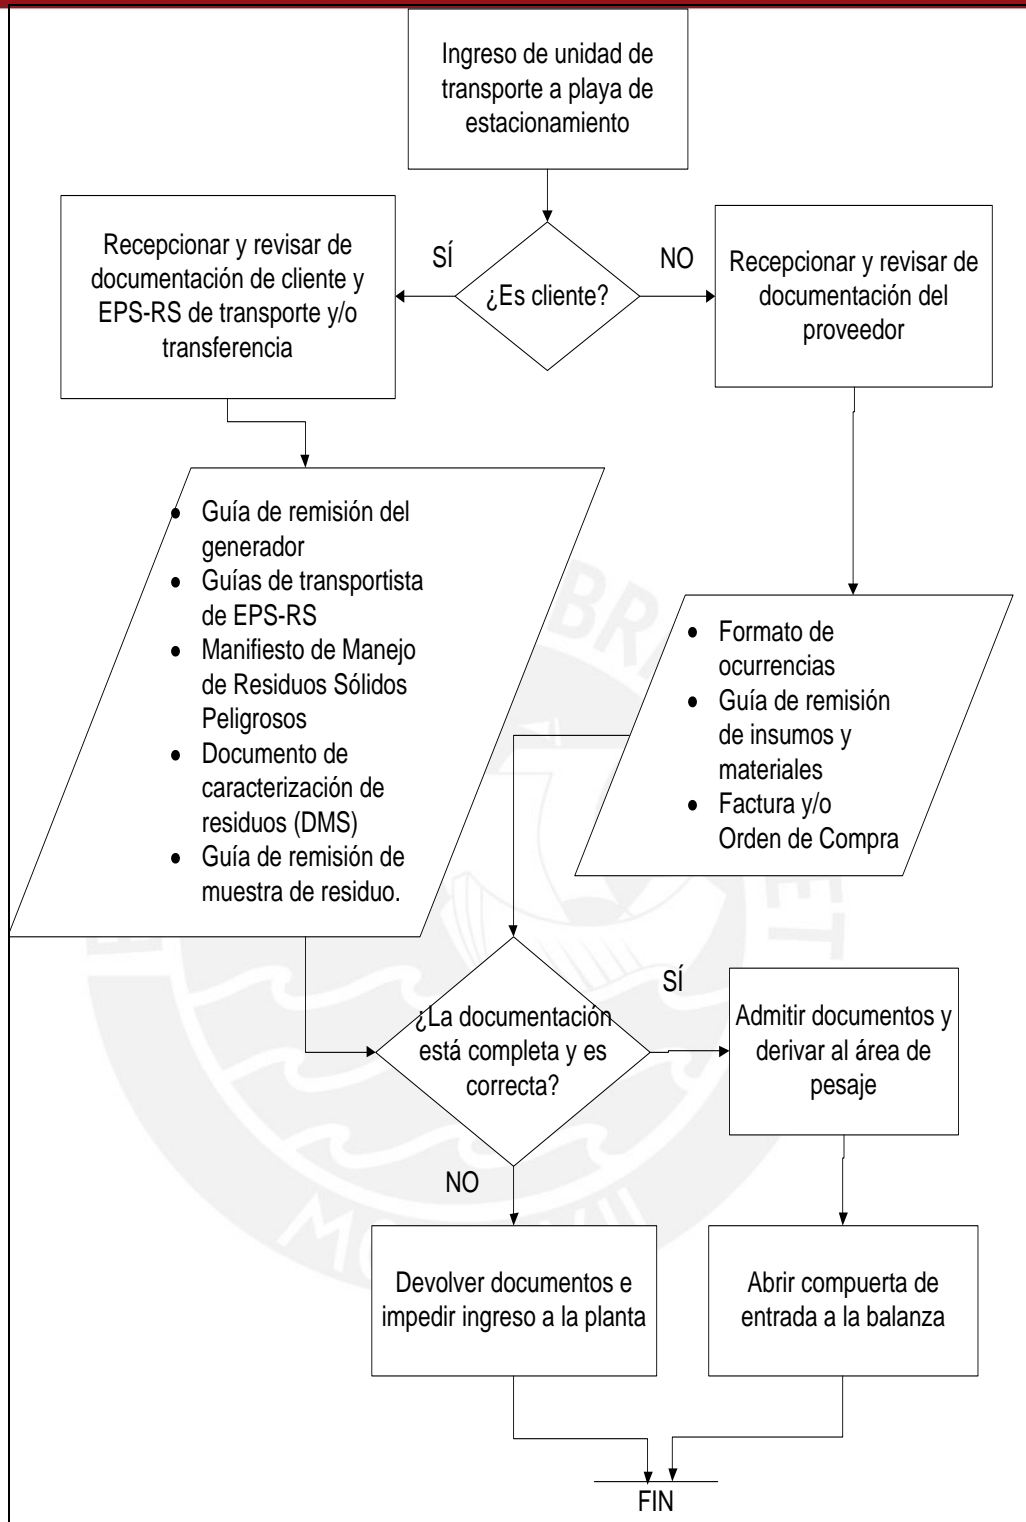 Ingreso de unidad de
transporte a playa de
estacionamiento
SÍ
¿Es cliente?
NO
Recepcionar y revisar de
documentación de cliente y
EPS-RS de transporte y/o
transferencia
Recepcionar y revisar de
documentación del
proveedor
• Guía de remisión del
generador
• Guías de transportista
de EPS-RS
• Manifiesto de Manejo
de Residuos Sólidos
Peligrosos
• Documento de
caracterización de
residuos (DMS)
• Guía de remisión de
muestra de residuo.
• Formato de
ocurrencias
• Guía de remisión
de insumos y
materiales
• Factura y/o
Orden de Compra
¿La documentación
está completa y es
correcta?
SÍ
Admitir documentos y
derivar al área de
pesaje
NO
Devolver documentos e
impedir ingreso a la planta
Abrir compuerta de
entrada a la balanza
FIN